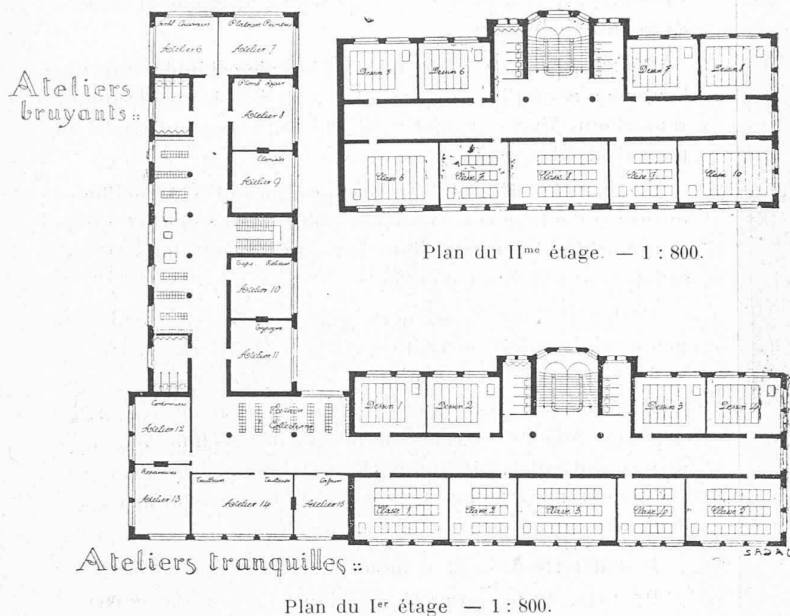 Atelier 6
Atelier 7
Ateliers
bruyants
Atelier 8
Atelier 9
Atelier 10
Atelier 11
Dessin 5
Dessin 6
Dessin 7
Dessin 8
Classe 6
Classe 7
Classe 8
Classe 9
Classe 10
Plan du IIme étage. — 1 : 800.
Dessin 1
Dessin 2
Dessin 3
Dessin 4
Collections
Atelier 12
Atelier 13
Atelier 14
Atelier 15
Classe 1
Classe 2
Classe 3
Classe 4
Classe 5
Ateliers tranquilles
Plan du Ier étage — 1 : 800.